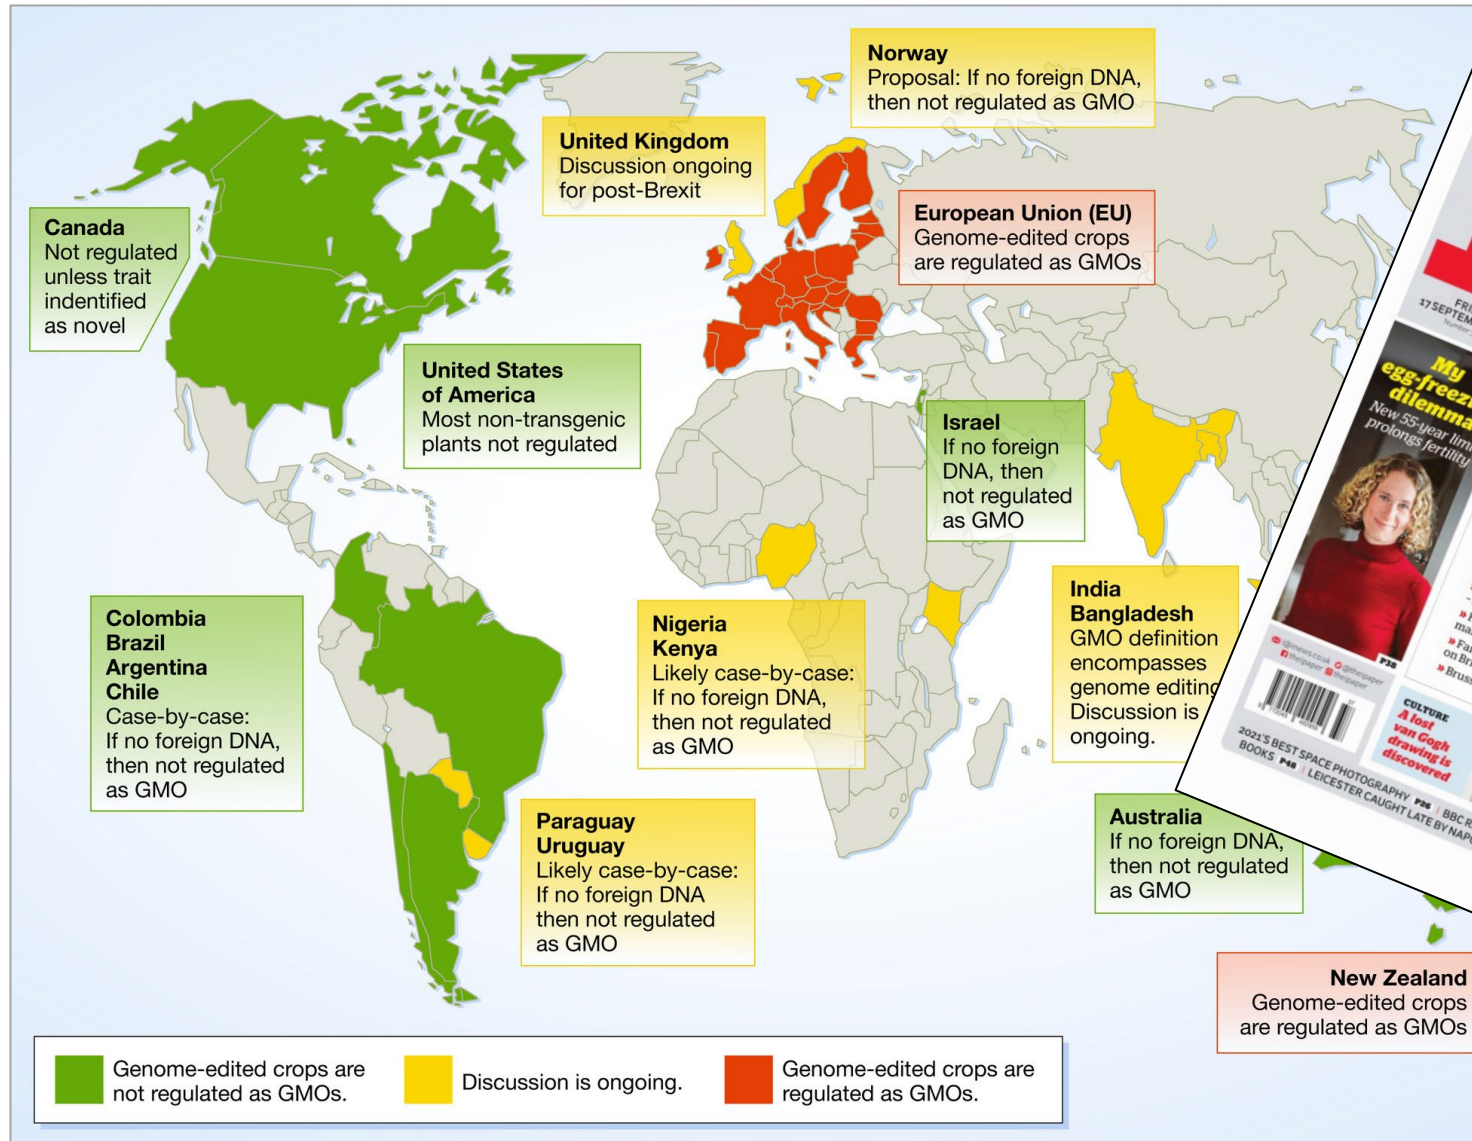 Norway
Proposal: If no foreign DNA,
then not regulated as GMO
United Kingdom
Discussion ongoing
for post-Brexit
European Union (EU)
Genome-edited crops
are regulated as GMOs
Canada
Not regulated
unless trait
indentified
as novel
United States
of America
Most non-transgenic
plants not regulated
Israel
If no foreign
DNA, then
not regulated
as GMO
Colombia
Brazil
Argentina
Chile
Case-by-case:
If no foreign DNA,
then not regulated
as GMO
Nigeria
Kenya
Likely case-by-case:
If no foreign DNA,
then not regulated
as GMO
India
Bangladesh
GMO definition
encompasses
genome editing
Discussion is
ongoing.
Paraguay
Uruguay
Likely case-by-case:
If no foreign DNA
then not regulated
as GMO
Australia
If no foreign DNA,
then not regulated
as GMO
New Zealand
Genome-edited crops
are regulated as GMOs
Genome-edited crops are
not regulated as GMOs.
Discussion is ongoing.
Genome-edited crops are
regulated as GMOs.
My
New 55-year
prolongs fertility
P38
@theipaper
theipaper
theipaper
CULTURE
A lost
van Gogh
drawing is
discovered
2021'S BEST SPACE PHOTOGRAPHY P26 | BBC
BOOKS P48 | LEICESTER CAUGHT LATE BY